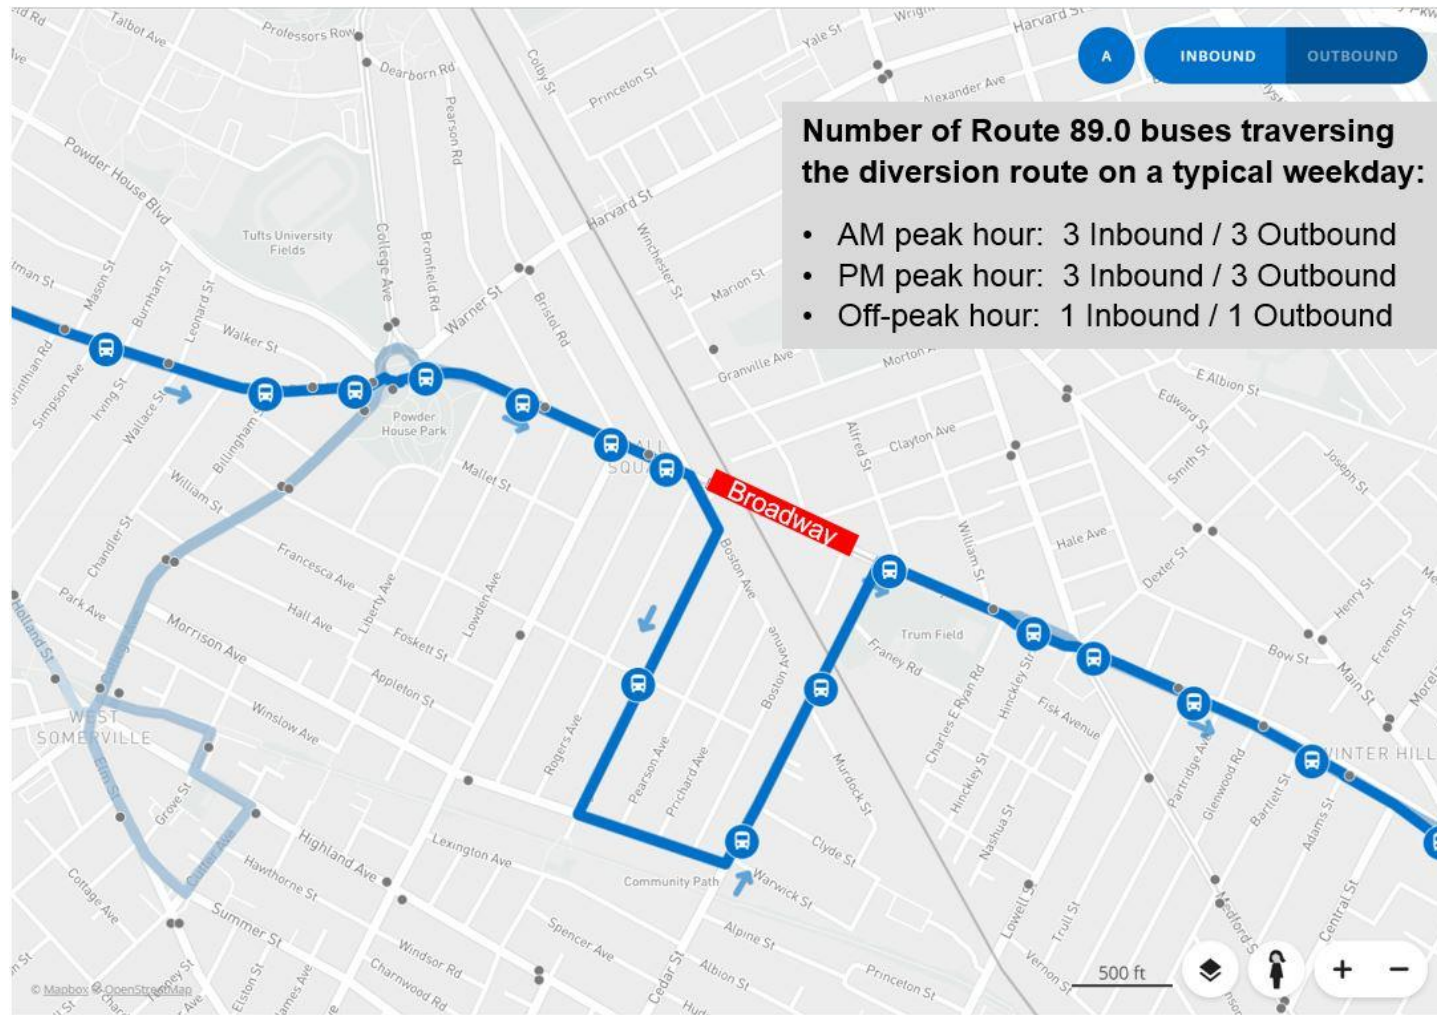 Talbot Ave
Professors Row
Dearborn Rd
Colby St
Princeton St
Yale St
Harvard St
Alexander Ave
A
INBOUND
OUTBOUND
Number of Route 89.0 buses traversing
the diversion route on a typical weekday:
• AM peak hour: 3 Inbound / 3 Outbound
• PM peak hour: 3 Inbound / 3 Outbound
• Off-peak hour: 1 Inbound / 1 Outbound
Powder House Blvd
Pearson Rd
Tufts University
Fields
College Ave
Bromfield Rd
Warner St
Harvard St
Winchester St
Marion St
Bristol Rd
Mason St
Burnham St
Leonard St
Walker St
Simpson Ave
Irving St
Wallace St
Billingham S
Powder
House Park
Granville Ave
Morton A
E Albion St
Edward St
Clayton Ave
Alfred St
Smith St
Joseph St
Mallet St
William St
Broadway
William St
Hale Ave
Dexter St
Henry St
Chandler St
Francesca Ave
Liberty Ave
Lowden Ave
Boston Ave
Park Ave
Hall Ave
Foskett St
Morrison Ave
Holland St
Appleton St
Boston Avenue
Trum Field
Franey Rd
Charles E Ryan Rd
Hinckley St
Fisk Avenue
Bow St
Main St
Fremont St
WEST
SOMERVILLE
Winslow Ave
Rogers Ave
Pearson Ave
Prichard Ave
Murdock St
Hinckley St
Partridge Ave
Glenwood Rd
Bartlett St
WINTER HILL
Elm St
Grove St
Cutter Ave
Highland Ave
Lexington Ave
Clyde St
Nashua St
Adams St
Hawthorne St
Community Path
Warwick St
Cottage Ave
Summer St
Spencer Ave
Alpine St
Lowell St
Trull St
Medford S
Central St
Windsor Rd
Charnwood Rd
Albion St
Cedar St
Princeton St
Vernon St
Elston St
500 ft
+
−
© Mapbox © OpenStreetMap